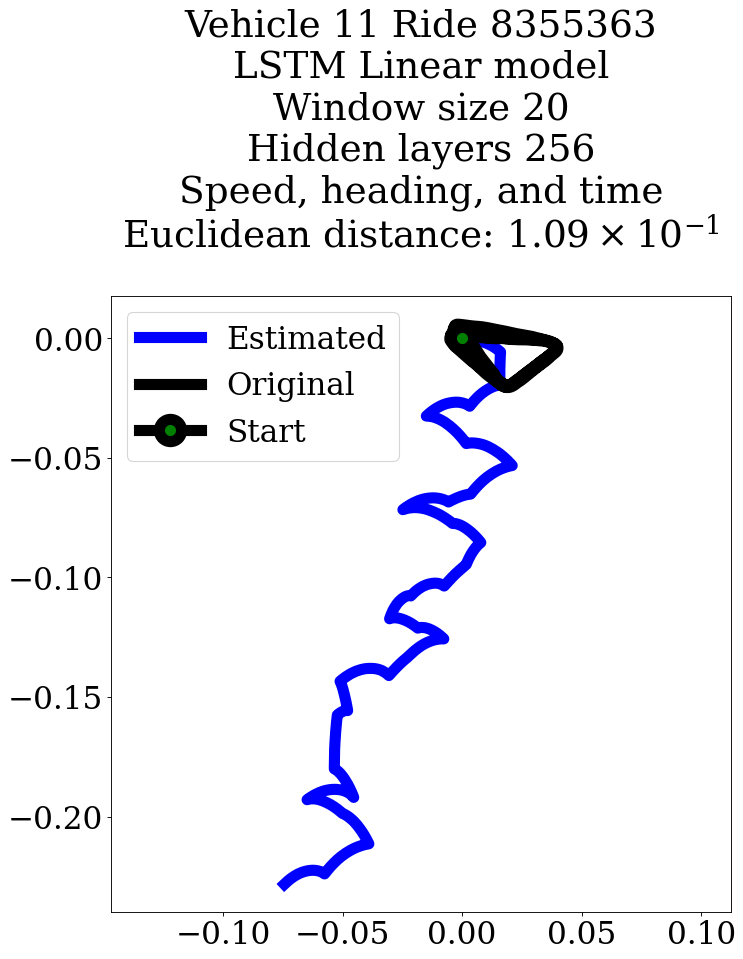 Vehicle 11 Ride 8355363
LSTM Linear model
Window size 20
Hidden layers 256
Speed, heading, and time
Euclidean distance: 1.09 × 10⁻¹
Estimated
Original
Start
0.00
−0.05
−0.10
−0.15
−0.20
−0.10 −0.05 0.00 0.05 0.10